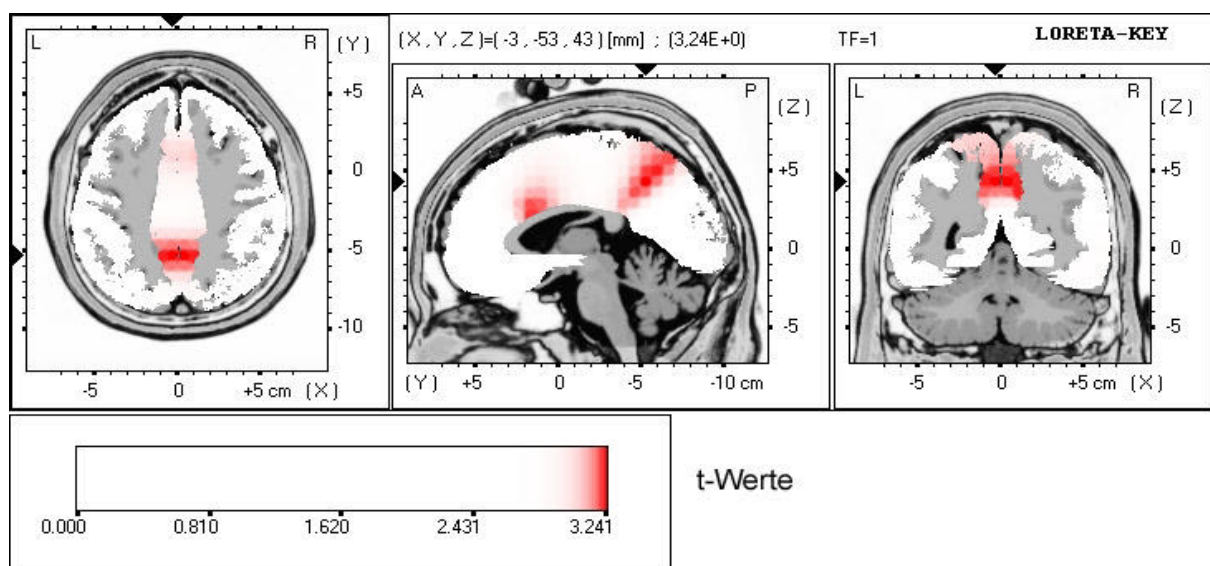 (X,Y,Z)=(-3,-53,43)[mm] ; (3,24E+0) TF=1 LORETA-KEY
L R (Y)
+5
0
-5
-10
-5 0 +5 cm (X)
A P (Z)
+5
0
-5
(Y) +5 0 -5 -10 cm
L R (Z)
+5
0
-5
-5 0 +5 cm (X)
0.000 0.810 1.620 2.431 3.241
t-Werte